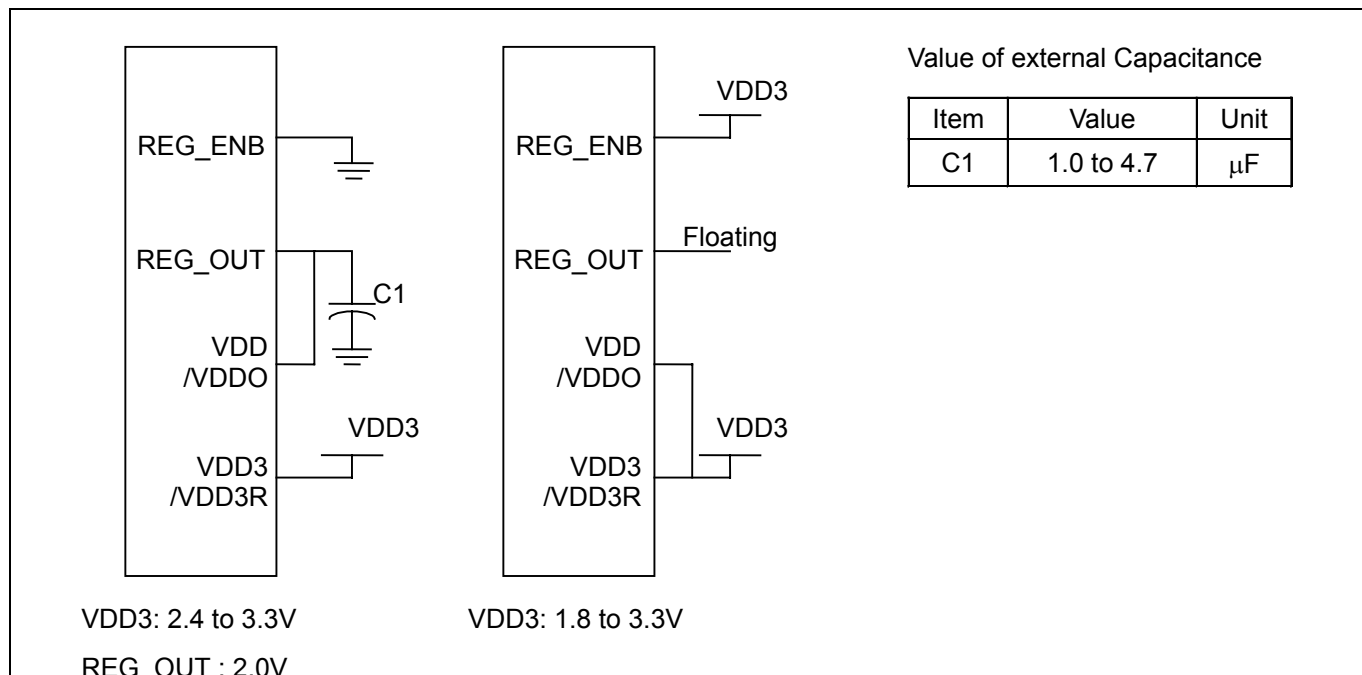 REG_ENB
REG_OUT
C1
VDD
/VDDO
VDD3
VDD3
/VDD3R
VDD3: 2.4 to 3.3V
REG_OUT : 2.0V
VDD3
REG_ENB
Floating
REG_OUT
VDD
/VDDO
VDD3
VDD3
/VDD3R
VDD3: 1.8 to 3.3V
Value of external Capacitance
Item Value Unit
C1 1.0 to 4.7 μF